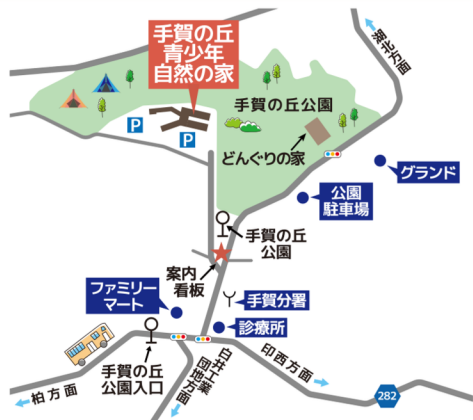 手賀の丘
青少年
自然の家
湖北方面
手賀の丘公園
P
P
どんぐりの家
グランド
公園
駐車場
手賀の丘
公園
案内
看板
ファミリー
マート
手賀分署
診療所
手賀の丘
公園入口
白井工業
団地方面
印西方面
柏方面
282